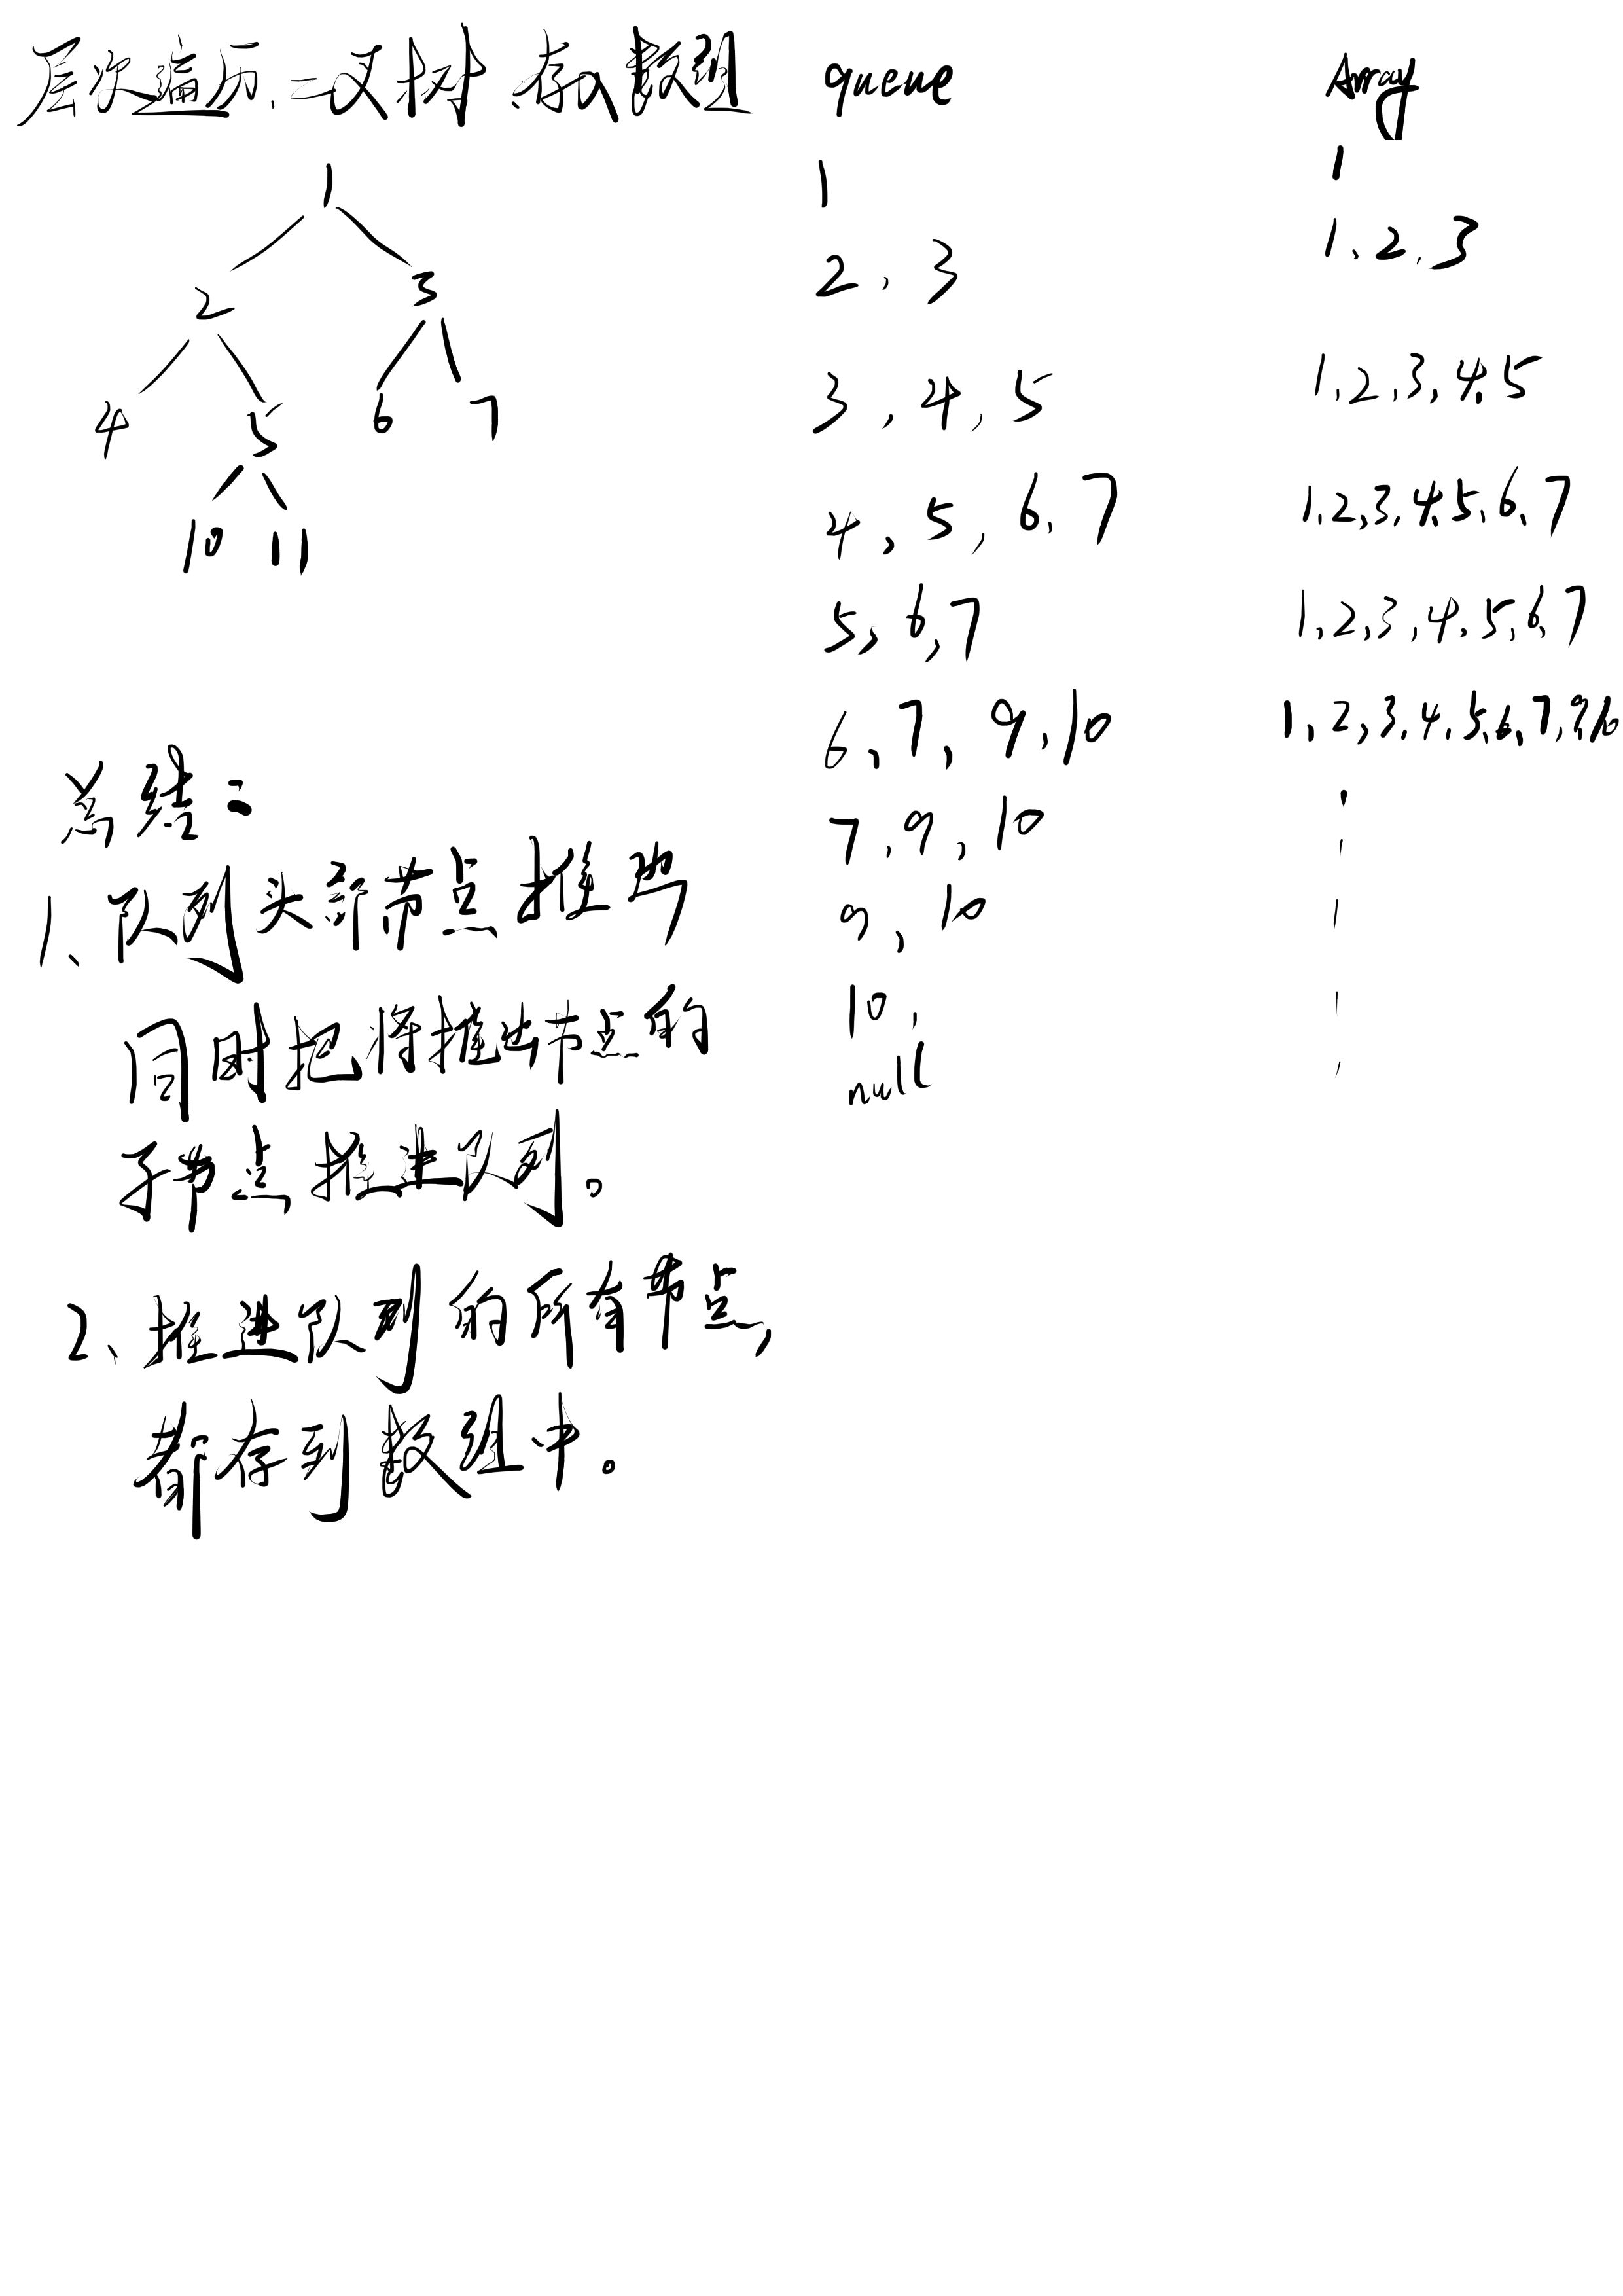 层次遍历、二叉树、存入数组
1
2 3
4 5 6 7
10 11
总结:
1、队列头部节点推出
同时把将推出节点的
子节点推进队列。
2、推进队列的所有节点,
都存到数组中。
queue
1
2, 3
3, 4, 5
4, 5, 6, 7
5, 6, 7
6, 7, 9, 10
7, 9, 10
9, 10
10,
null
Array
1
1, 2, 3
1, 2, 3, 4, 5
1, 2, 3, 4, 5, 6, 7
1, 2, 3, 4, 5, 6, 7
1, 2, 3, 4, 5, 6, 7, 9, 10